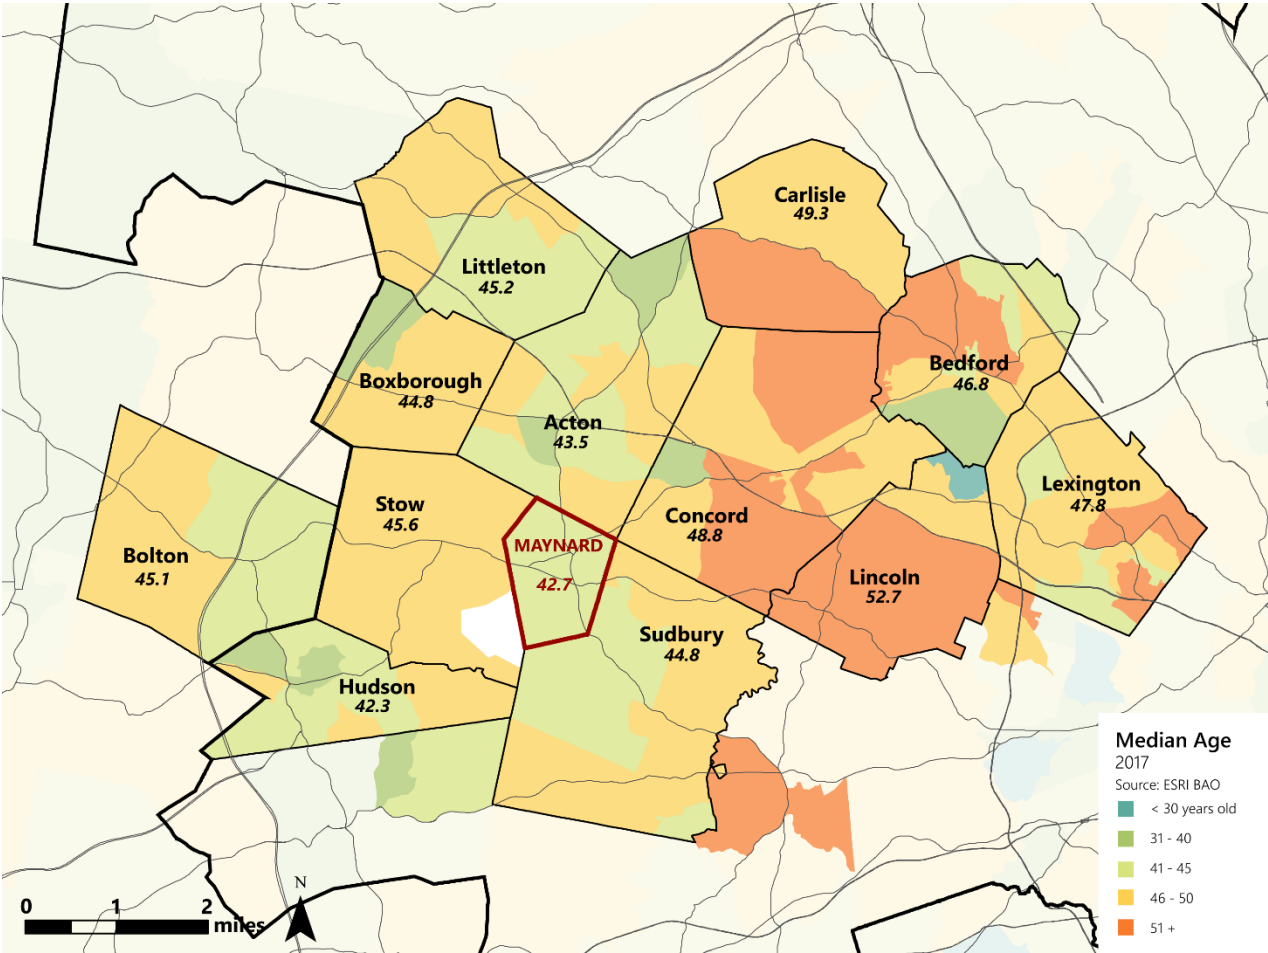 Carlisle
49.3
Littleton
45.2
Bedford
46.8
Boxborough
44.8
Acton
43.5
Lexington
47.8
Stow
45.6
Concord
48.8
MAYNARD
42.7
Bolton
45.1
Lincoln
52.7
Sudbury
44.8
Hudson
42.3
Median Age
2017
Source: ESRI BAO
< 30 years old
31 - 40
41 - 45
46 - 50
51 +
N
0 1 2
miles